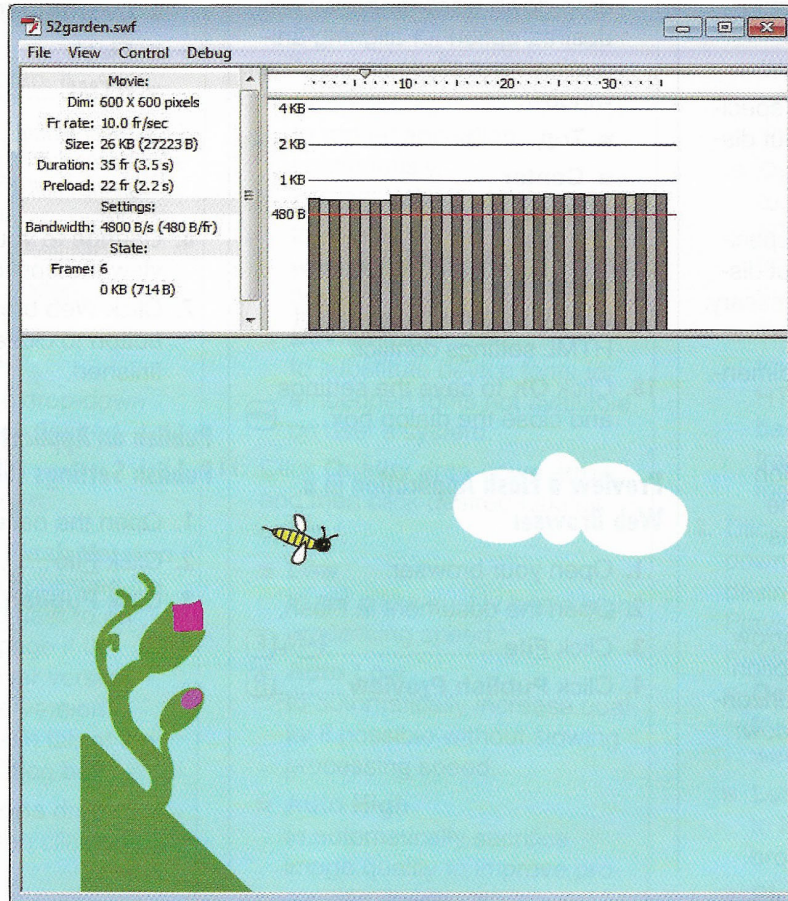 52garden.swf
File View Control Debug
Movie:
Dim: 600 X 600 pixels
Fr rate: 10.0 fr/sec
Size: 26 KB (27223 B)
Duration: 35 fr (3.5 s)
Preload: 22 fr (2.2 s)
Settings:
Bandwidth: 4800 B/s (480 B/fr)
State:
Frame: 6
0 KB (714 B)
10 20 30
4 KB
2 KB
1 KB
480 B